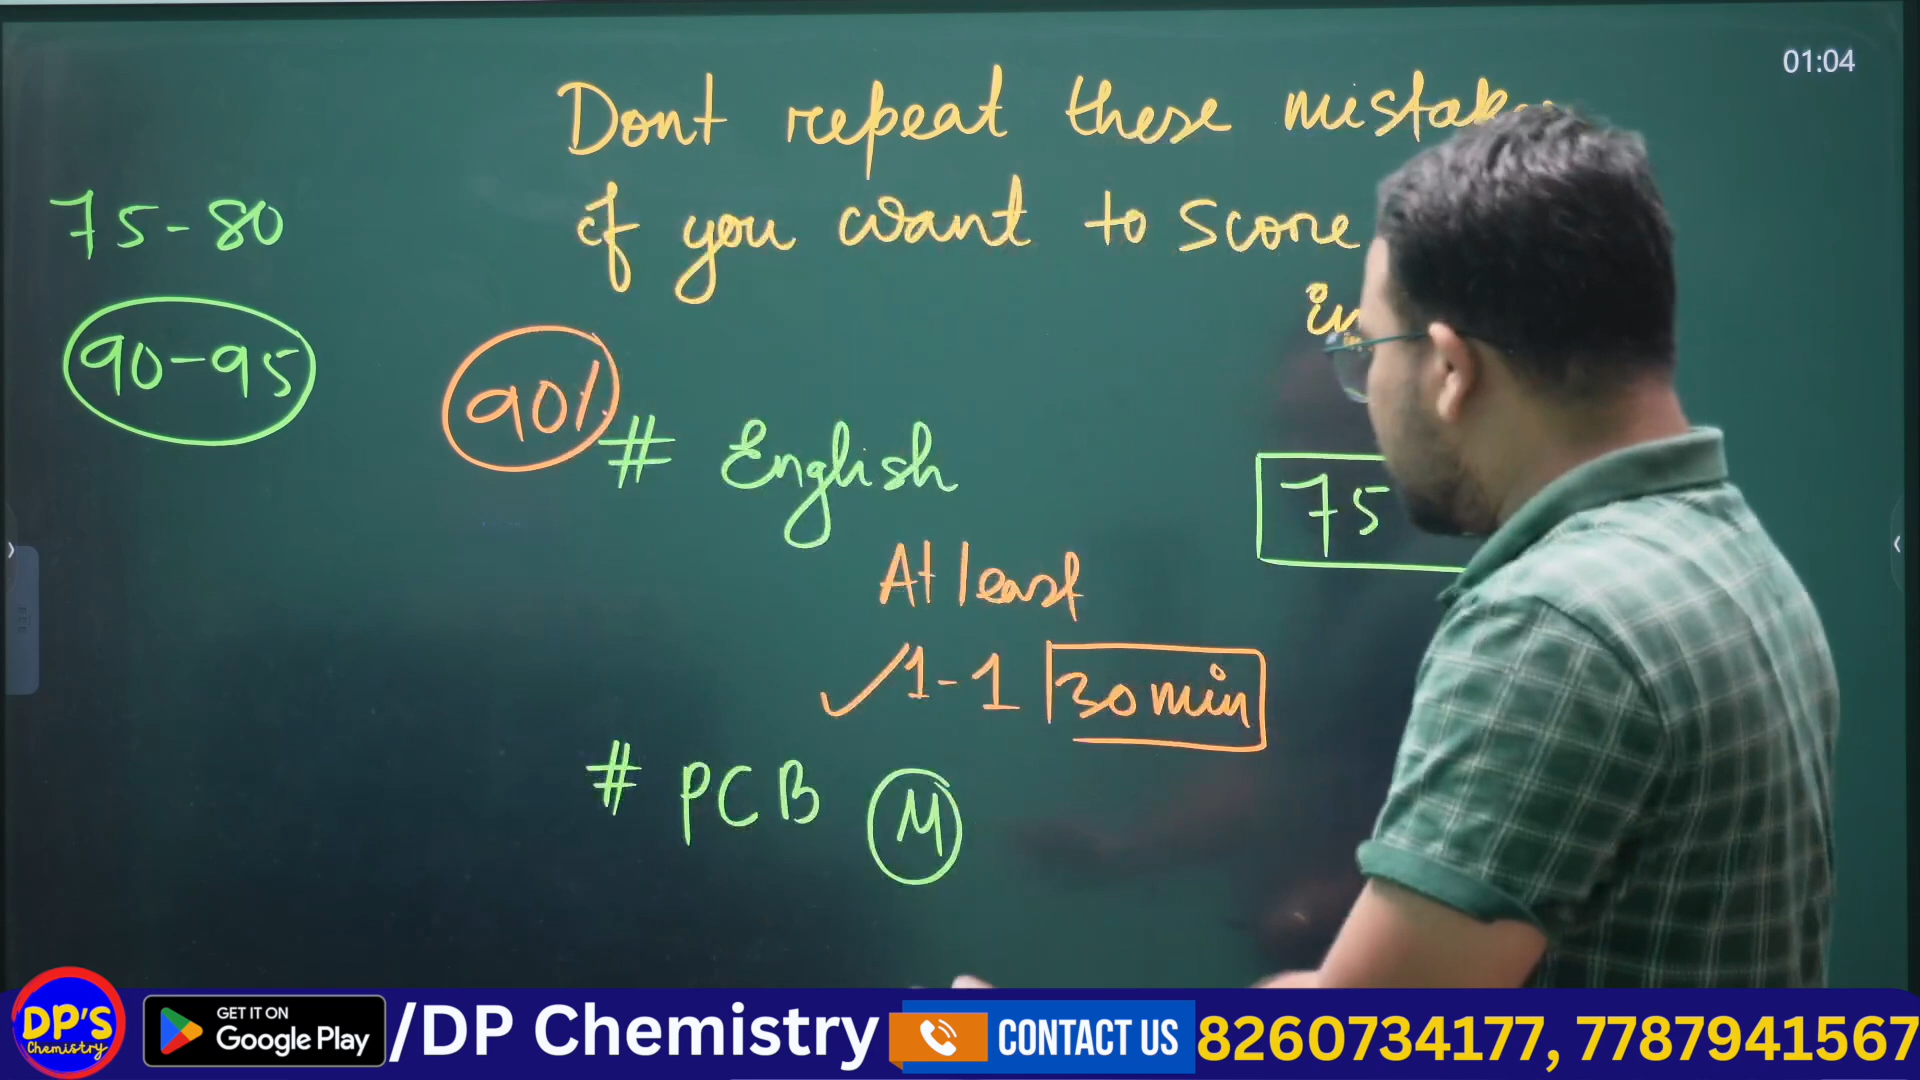 01:04
Dont repeat these
if you want to score
in
75-80
90-95
90%
# English
75
At least
✓ 1-1 30 min
# PCB M
DP'S
Chemistry
GET IT ON
Google Play
/DP Chemistry
CONTACT US
8260734177, 7787941567